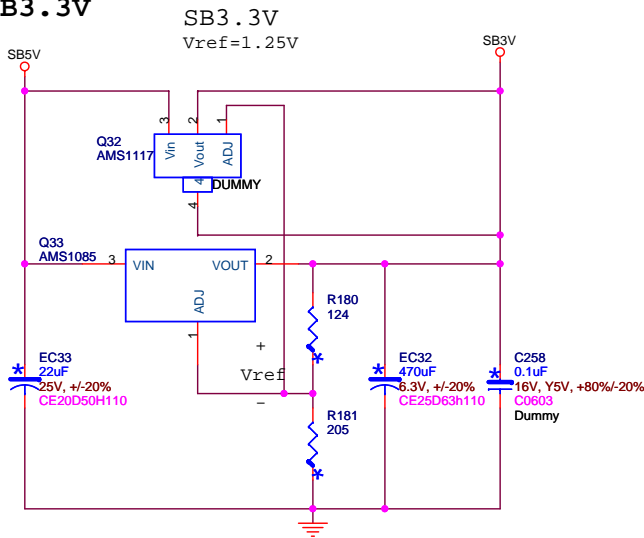 B3.3V
SB3.3V
Vref=1.25V
SB5V
SB3V
3
2
1
Q32
AMS1117
Vin
Vout
ADJ
4
DUMMY
4
Q33
AMS1085
3
VIN
VOUT
2
ADJ
1
R180
124
+
Vref
-
EC33
22uF
25V, +/-20%
CE20D50H110
EC32
470uF
6.3V, +/-20%
CE25D63h110
C258
0.1uF
16V, Y5V, +80%/-20%
C0603
Dummy
R181
205